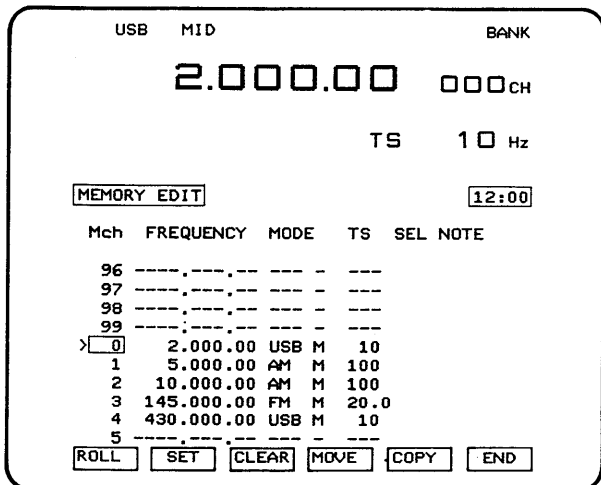 USB MID BANK
2.000.00 000CH
TS 10 Hz
MEMORY EDIT 12:00
Mch FREQUENCY MODE TS SEL NOTE
96 ----.---.-- --- - ---
97 ----.---.-- --- - ---
98 ----.---.-- --- - ---
99 ----.---.-- --- - ---
>0 2.000.00 USB M 10
1 5.000.00 AM M 100
2 10.000.00 AM M 100
3 145.000.00 FM M 20.0
4 430.000.00 USB M 10
5 ----.---.-- --- - ---
ROLL SET CLEAR MOVE COPY END